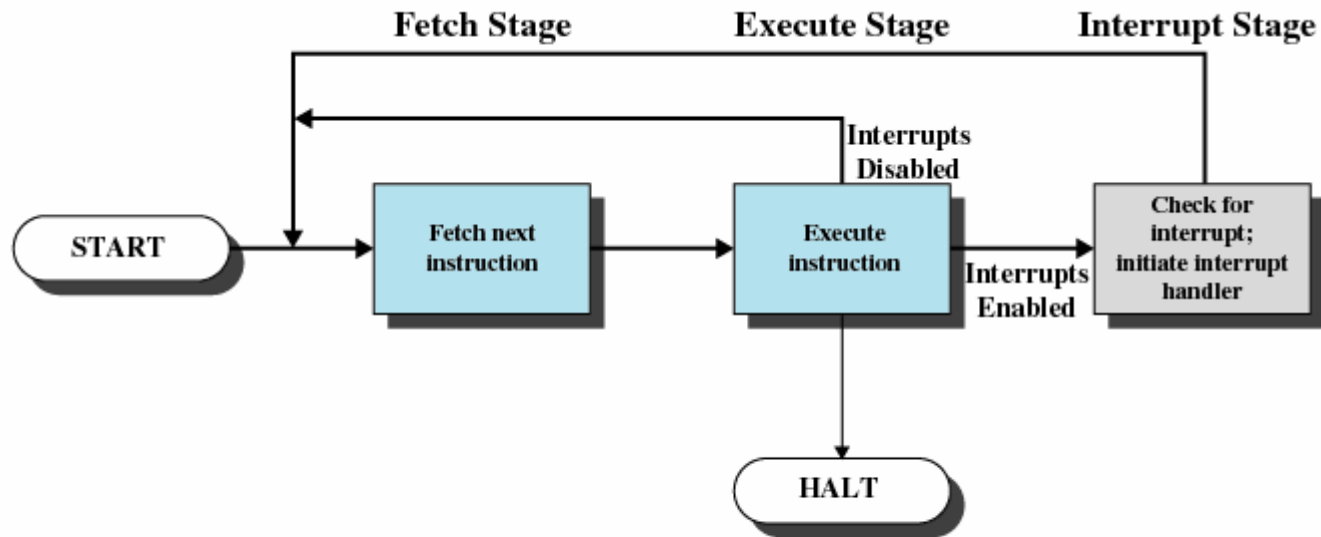 Fetch Stage
Execute Stage
Interrupt Stage
Interrupts
Disabled
START
Fetch next
instruction
Execute
instruction
Interrupts
Enabled
Check for
interrupt;
initiate interrupt
handler
HALT